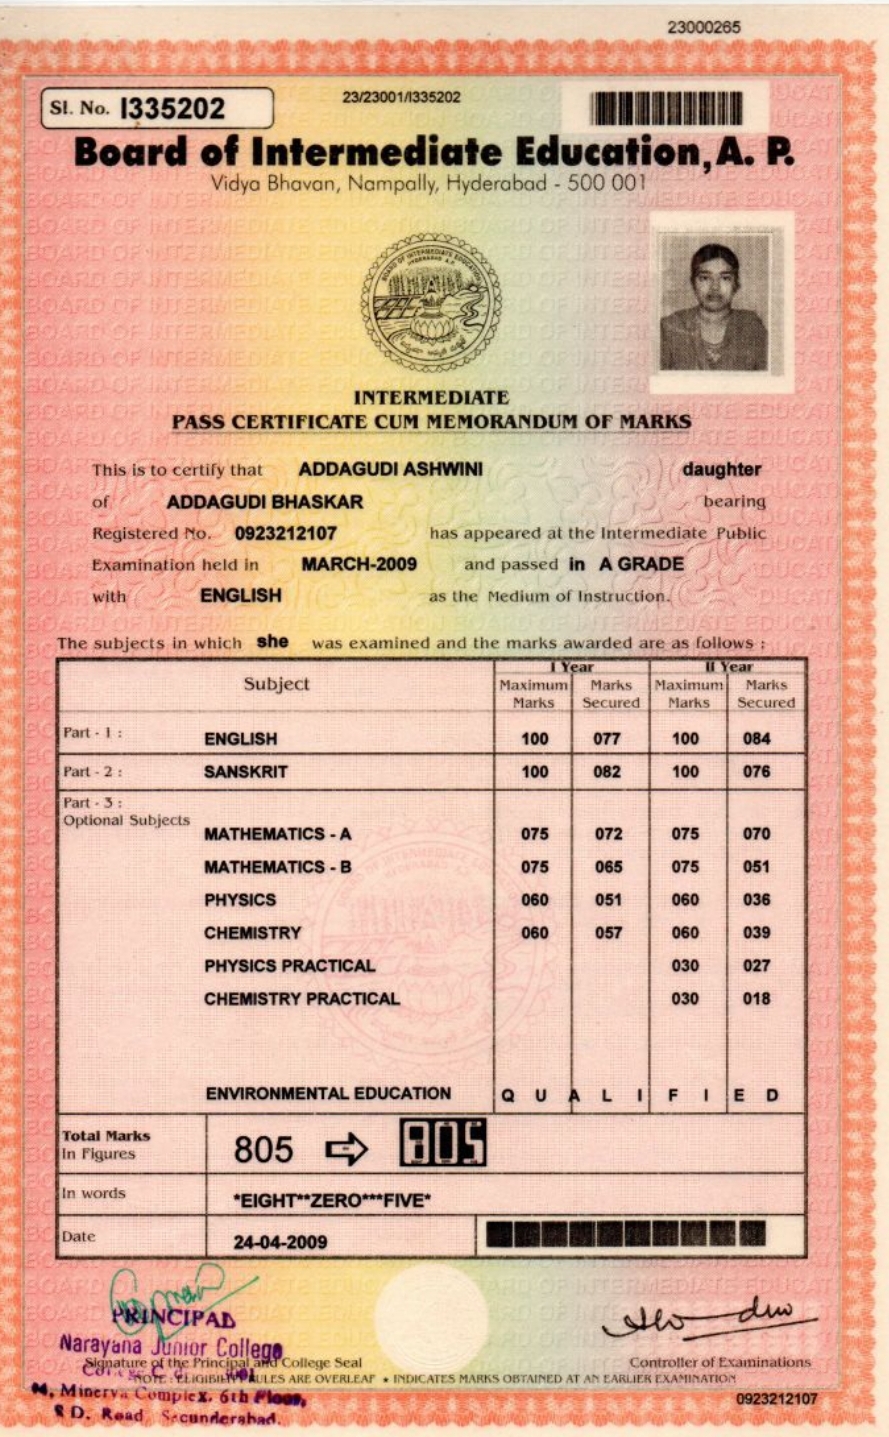 23000265
Sl. No. I335202
23/23001/I335202
Board of Intermediate Education, A. P.
Vidya Bhavan, Nampally, Hyderabad - 500 001
BOARD OF INTERMEDIATE EDUCATION
HYDERABAD A.P.
INTERMEDIATE
PASS CERTIFICATE CUM MEMORANDUM OF MARKS
This is to certify that ADDAGUDI ASHWINI daughter
of ADDAGUDI BHASKAR bearing
Registered No. 0923212107 has appeared at the Intermediate Public
Examination held in MARCH-2009 and passed in A GRADE
with ENGLISH as the Medium of Instruction.
The subjects in which she was examined and the marks awarded are as follows :
Subject I Year II Year
Maximum Marks Marks Secured Maximum Marks Marks Secured
Part - 1 : ENGLISH 100 077 100 084
Part - 2 : SANSKRIT 100 082 100 076
Part - 3 :
Optional Subjects
MATHEMATICS - A 075 072 075 070
MATHEMATICS - B 075 065 075 051
PHYSICS 060 051 060 036
CHEMISTRY 060 057 060 039
PHYSICS PRACTICAL 030 027
CHEMISTRY PRACTICAL 030 018
ENVIRONMENTAL EDUCATION Q U A L I F I E D
Total Marks
In Figures 805 805
In words *EIGHT**ZERO***FIVE*
Date 24-04-2009
PRINCIPAL
Narayana Junior College
Signature of the Principal and College Seal Controller of Examinations
NOTE : ELIGIBILITY RULES ARE OVERLEAF • INDICATES MARKS OBTAINED AT AN EARLIER EXAMINATION
Minerva Complex, 6th Floor, 0923212107
S D. Road Secunderabad.